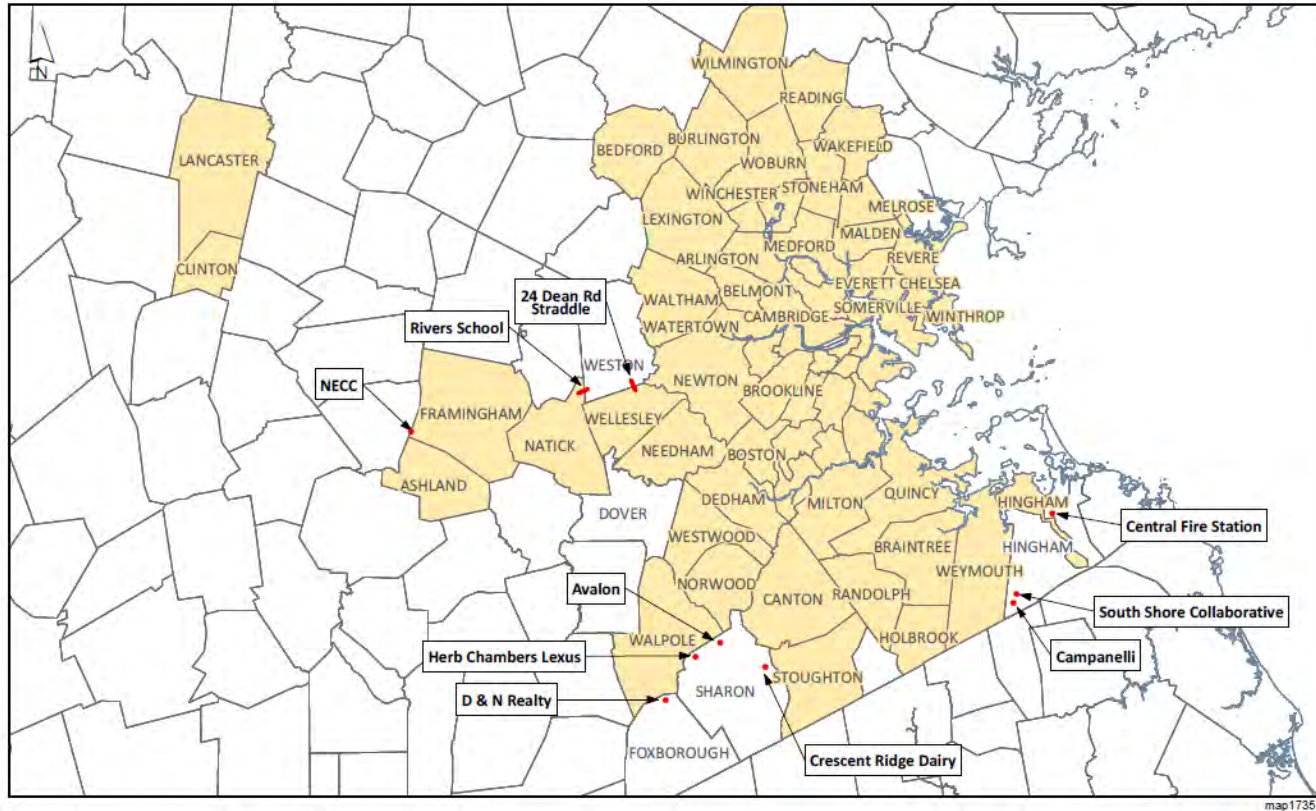 N
WILMINGTON
READING
BURLINGTON
BEDFORD
WAKEFIELD
WOBURN
LANCASTER
WINCHESTER
STONEHAM
MELROSE
LEXINGTON
MALDEN
MEDFORD
REVERE
ARLINGTON
CLINTON
EVERETT CHELSEA
BELMONT
24 Dean Rd
Straddle
WALTHAM
SOMERVILLE
CAMBRIDGE
WINTHROP
WATERTOWN
Rivers School
WESTON
NEWTON
NECC
BROOKLINE
FRAMINGHAM
WELLESLEY
NATICK
NEEDHAM
BOSTON
ASHLAND
QUINCY
DEDHAM
MILTON
HINGHAM
DOVER
Central Fire Station
WESTWOOD
BRAINTREE
HINGHAM
WEYMOUTH
NORWOOD
Avalon
CANTON
RANDOLPH
South Shore Collaborative
WALPOLE
HOLBROOK
Herb Chambers Lexus
Campanelli
STOUGHTON
SHARON
D & N Realty
FOXBOROUGH
Crescent Ridge Dairy
map1735